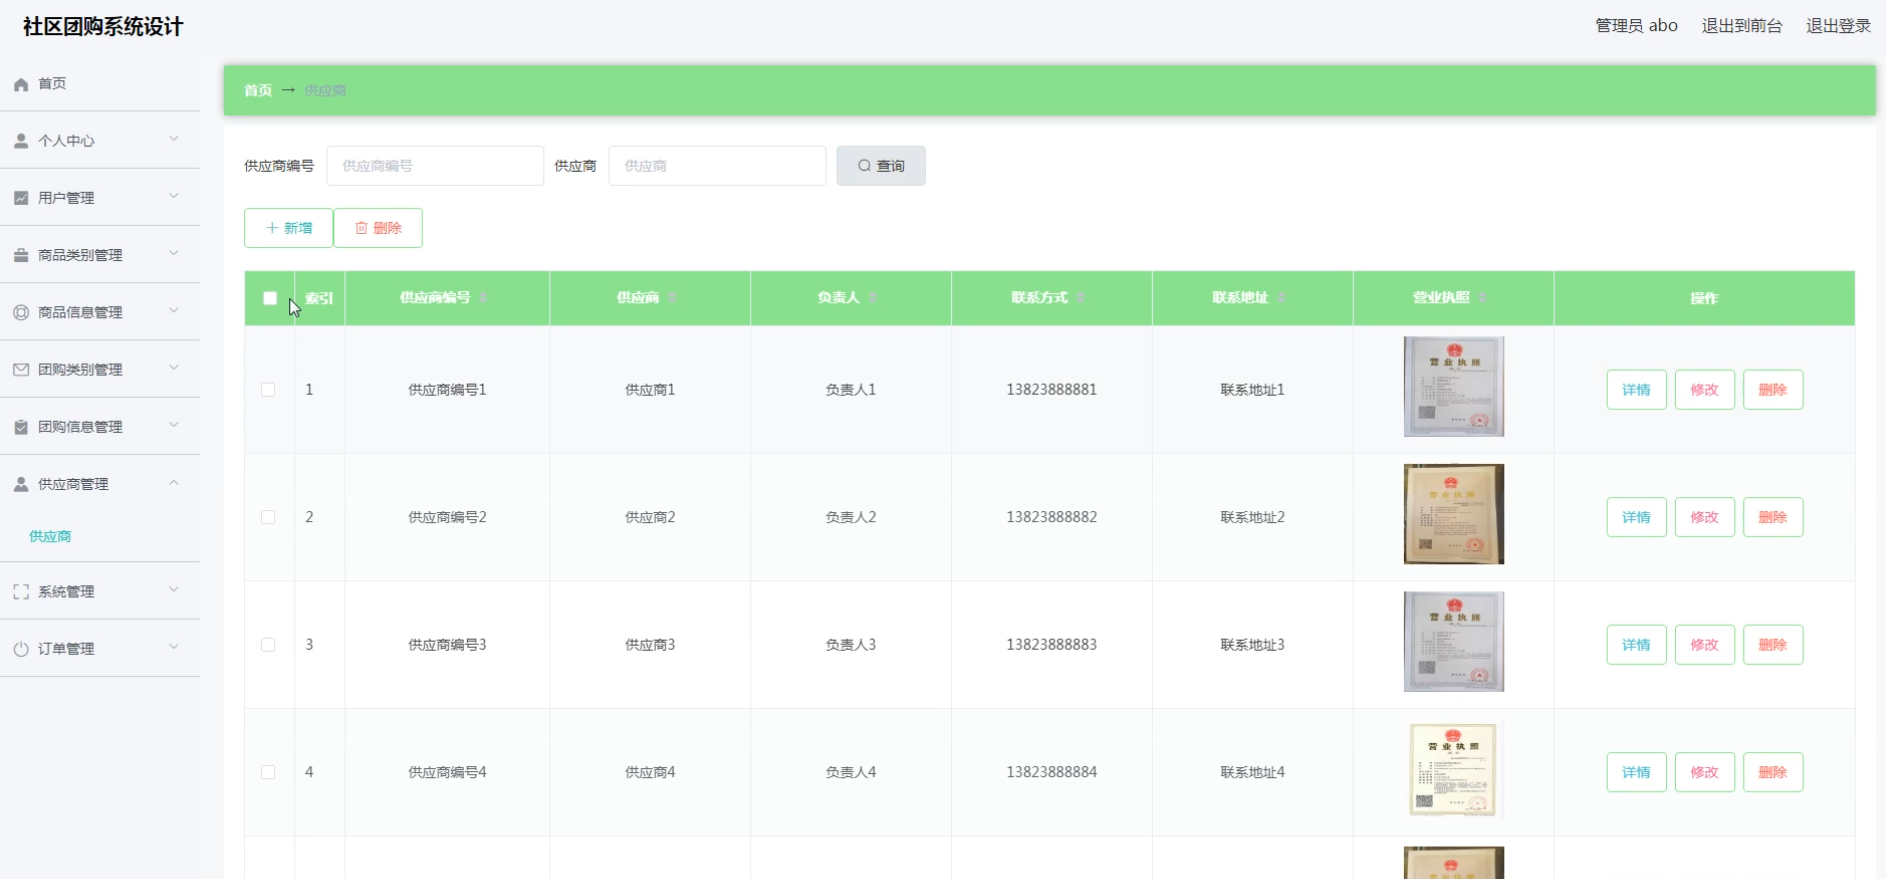 社区团购系统设计
管理员 abo 退出到前台 退出登录
首页
个人中心
用户管理
商品类别管理
商品信息管理
团购类别管理
团购信息管理
供应商管理
供应商
系统管理
订单管理
首页 → 供应商
供应商编号 供应商编号 供应商 供应商 查询
新增 删除
索引 供应商编号 供应商 负责人 联系方式 联系地址 营业执照 操作
1 供应商编号1 供应商1 负责人1 13823888881 联系地址1 营业执照 详情 修改 删除
2 供应商编号2 供应商2 负责人2 13823888882 联系地址2 营业执照 详情 修改 删除
3 供应商编号3 供应商3 负责人3 13823888883 联系地址3 营业执照 详情 修改 删除
4 供应商编号4 供应商4 负责人4 13823888884 联系地址4 营业执照 详情 修改 删除